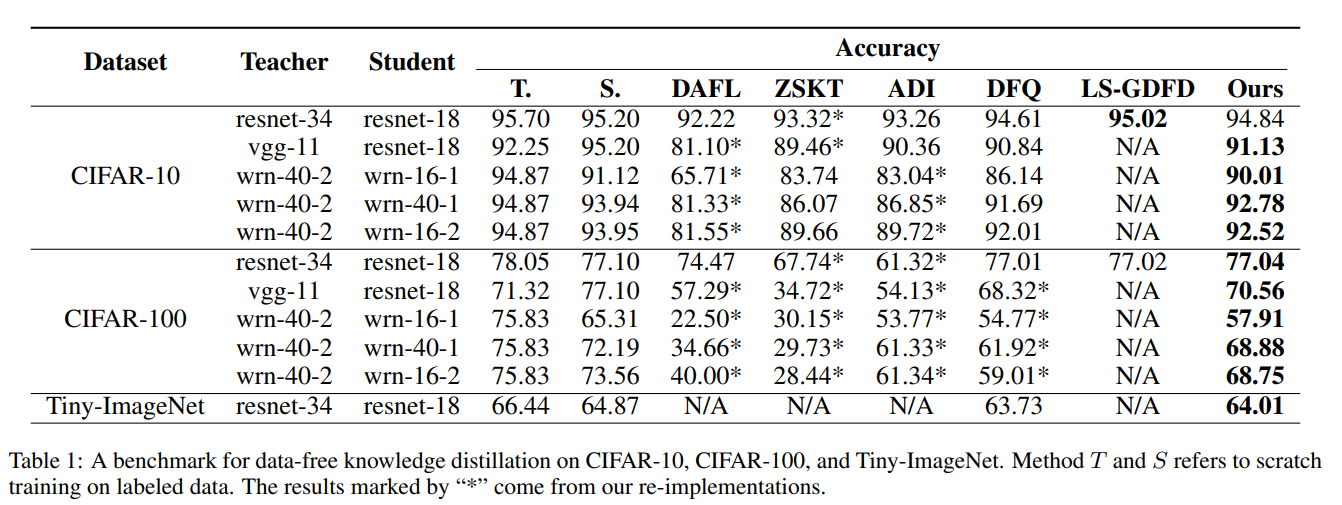 Dataset Teacher Student Accuracy
T. S. DAFL ZSKT ADI DFQ LS-GDFD Ours
CIFAR-10 resnet-34 resnet-18 95.70 95.20 92.22 93.32* 93.26 94.61 95.02 94.84
vgg-11 resnet-18 92.25 95.20 81.10* 89.46* 90.36 90.84 N/A 91.13
wrn-40-2 wrn-16-1 94.87 91.12 65.71* 83.74 83.04* 86.14 N/A 90.01
wrn-40-2 wrn-40-1 94.87 93.94 81.33* 86.07 86.85* 91.69 N/A 92.78
wrn-40-2 wrn-16-2 94.87 93.95 81.55* 89.66 89.72* 92.01 N/A 92.52
CIFAR-100 resnet-34 resnet-18 78.05 77.10 74.47 67.74* 61.32* 77.01 77.02 77.04
vgg-11 resnet-18 71.32 77.10 57.29* 34.72* 54.13* 68.32* N/A 70.56
wrn-40-2 wrn-16-1 75.83 65.31 22.50* 30.15* 53.77* 54.77* N/A 57.91
wrn-40-2 wrn-40-1 75.83 72.19 34.66* 29.73* 61.33* 61.92* N/A 68.88
wrn-40-2 wrn-16-2 75.83 73.56 40.00* 28.44* 61.34* 59.01* N/A 68.75
Tiny-ImageNet resnet-34 resnet-18 66.44 64.87 N/A N/A N/A 63.73 N/A 64.01
Table 1: A benchmark for data-free knowledge distillation on CIFAR-10, CIFAR-100, and Tiny-ImageNet. Method T and S refers to scratch
training on labeled data. The results marked by “*” come from our re-implementations.